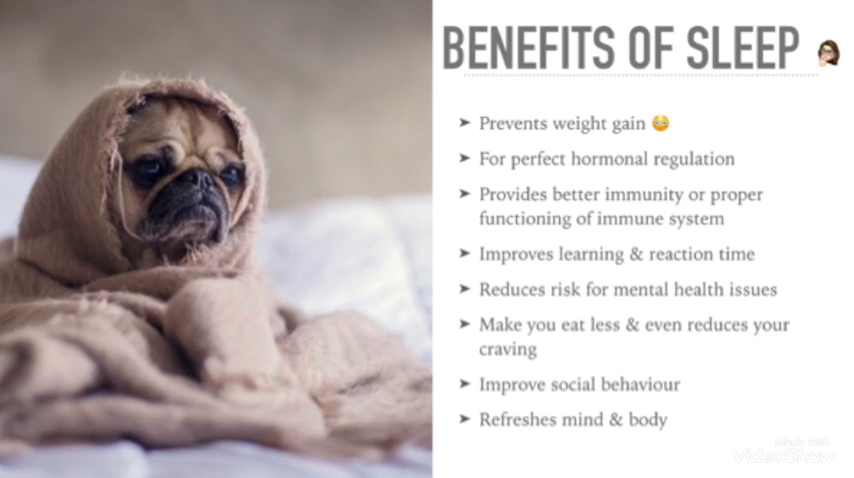 BENEFITS OF SLEEP
➤ Prevents weight gain 😳
➤ For perfect hormonal regulation
➤ Provides better immunity or proper
functioning of immune system
➤ Improves learning & reaction time
➤ Reduces risk for mental health issues
➤ Make you eat less & even reduces your
craving
➤ Improve social behaviour
➤ Refreshes mind & body
Made with
VideoShow